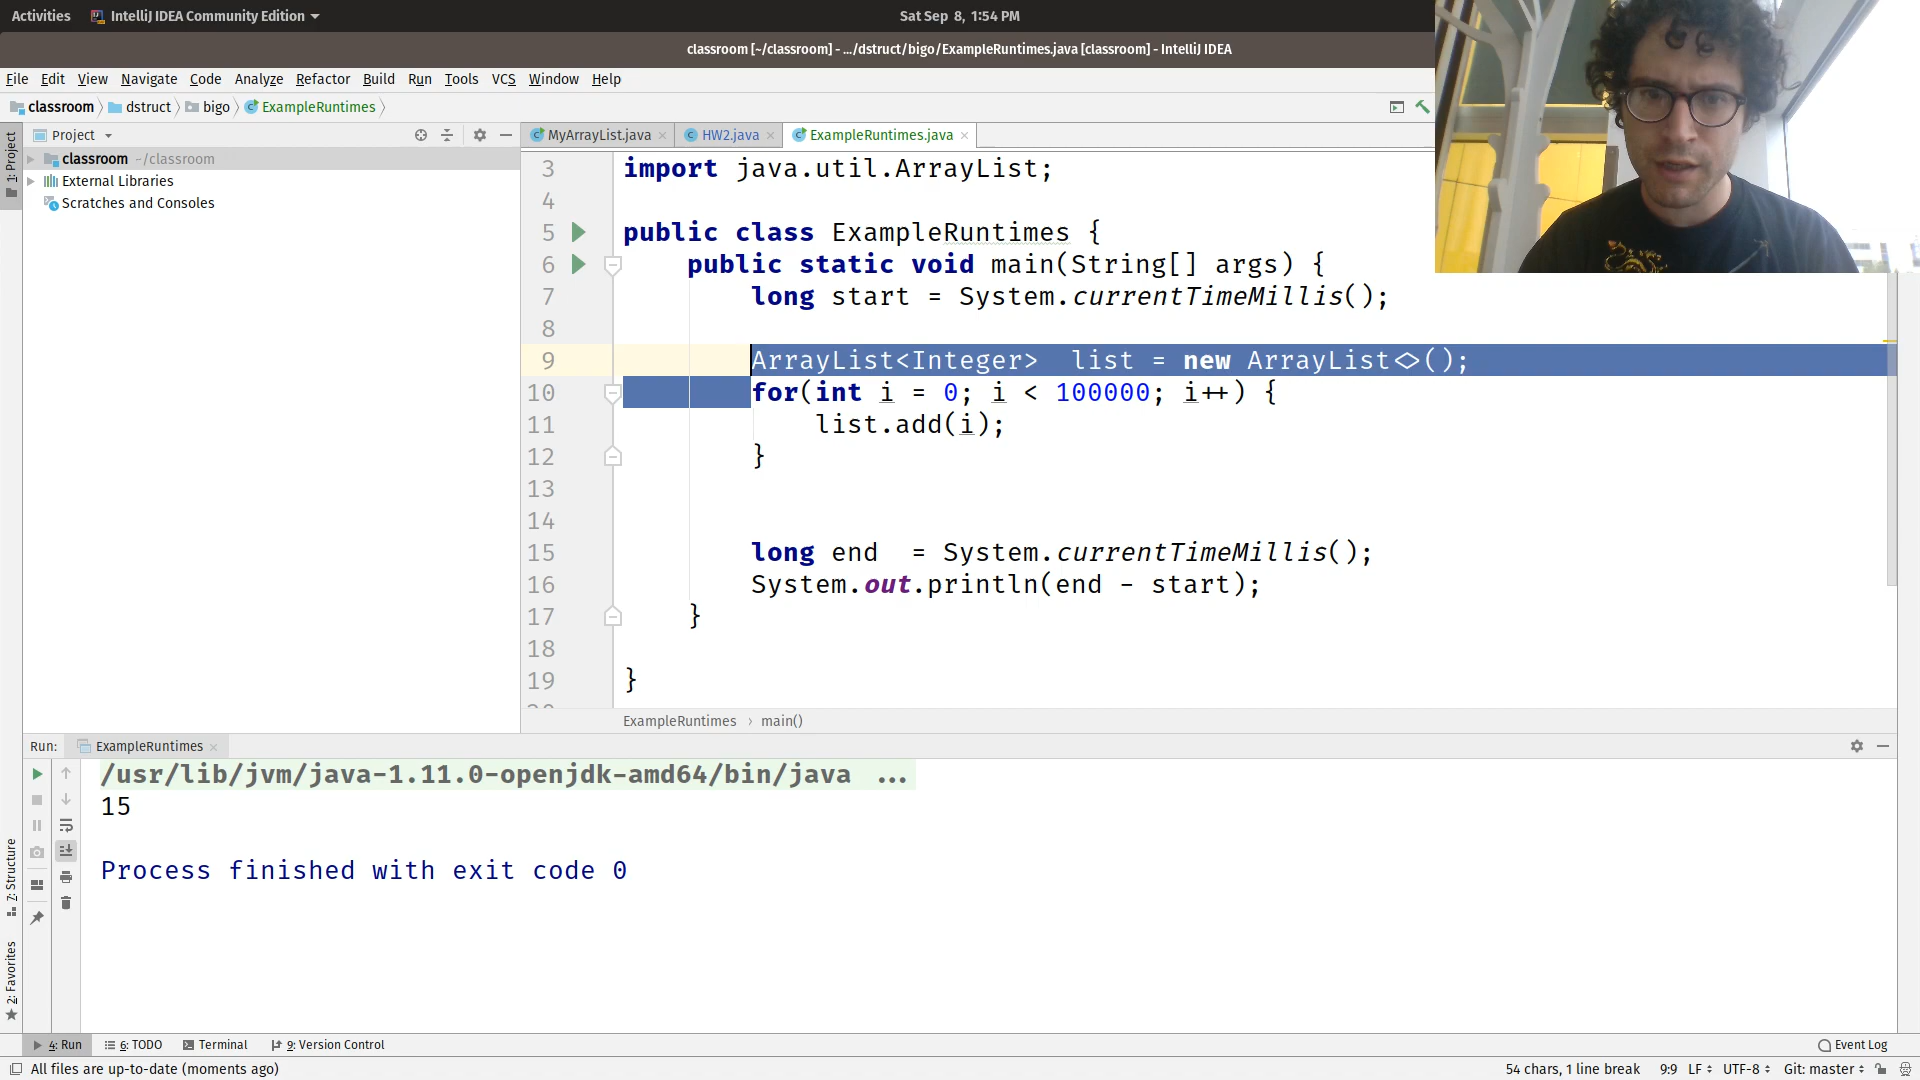 Activities IntelliJ IDEA Community Edition Sat Sep 8, 1:54 PM
classroom [~/classroom] - .../dstruct/bigo/ExampleRuntimes.java [classroom] - IntelliJ IDEA
File Edit View Navigate Code Analyze Refactor Build Run Tools VCS Window Help
classroom dstruct bigo ExampleRuntimes
1: Project
Project
classroom ~/classroom
External Libraries
Scratches and Consoles
MyArrayList.java HW2.java ExampleRuntimes.java
3 import java.util.ArrayList;
4
5 public class ExampleRuntimes {
6 public static void main(String[] args) {
7 long start = System.currentTimeMillis();
8
9 ArrayList<Integer> list = new ArrayList<>();
10 for(int i = 0; i < 100000; i++) {
11 list.add(i);
12 }
13
14
15 long end = System.currentTimeMillis();
16 System.out.println(end - start);
17 }
18
19 }
ExampleRuntimes › main()
Run: ExampleRuntimes
/usr/lib/jvm/java-1.11.0-openjdk-amd64/bin/java ...
15
Process finished with exit code 0
7: Structure
2: Favorites
4: Run 6: TODO Terminal 9: Version Control Event Log
All files are up-to-date (moments ago) 54 chars, 1 line break 9:9 LF UTF-8 Git: master